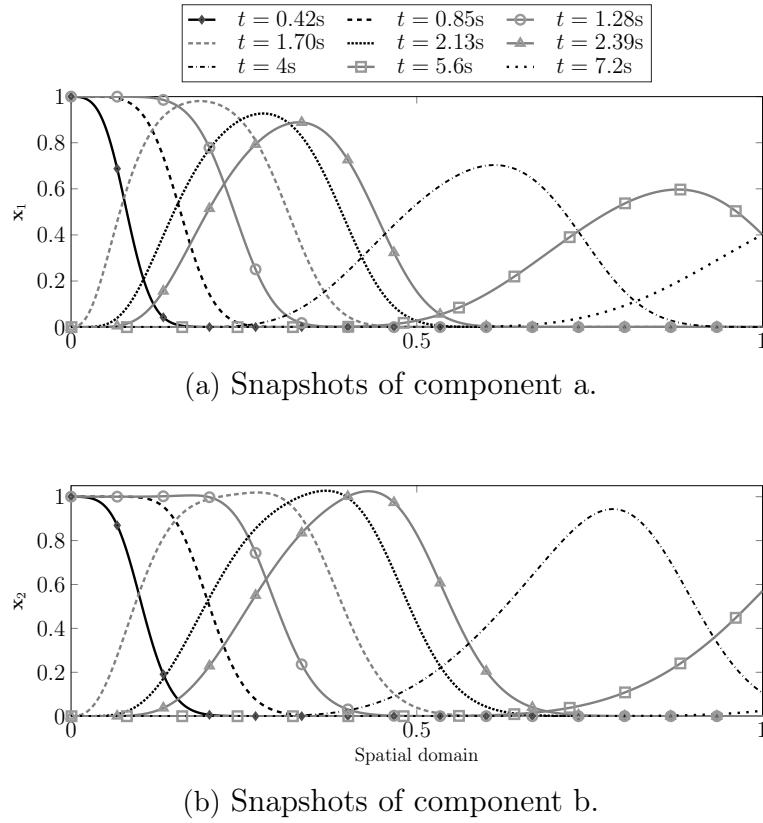 t = 0.42s t = 0.85s t = 1.28s
t = 1.70s t = 2.13s t = 2.39s
t = 4s t = 5.6s t = 7.2s
1
0.8
0.6
0.4
0.2
0
x₁
0 0.5 1
(a) Snapshots of component a.
1
0.8
0.6
0.4
0.2
0
x₂
0 0.5 1
Spatial domain
(b) Snapshots of component b.